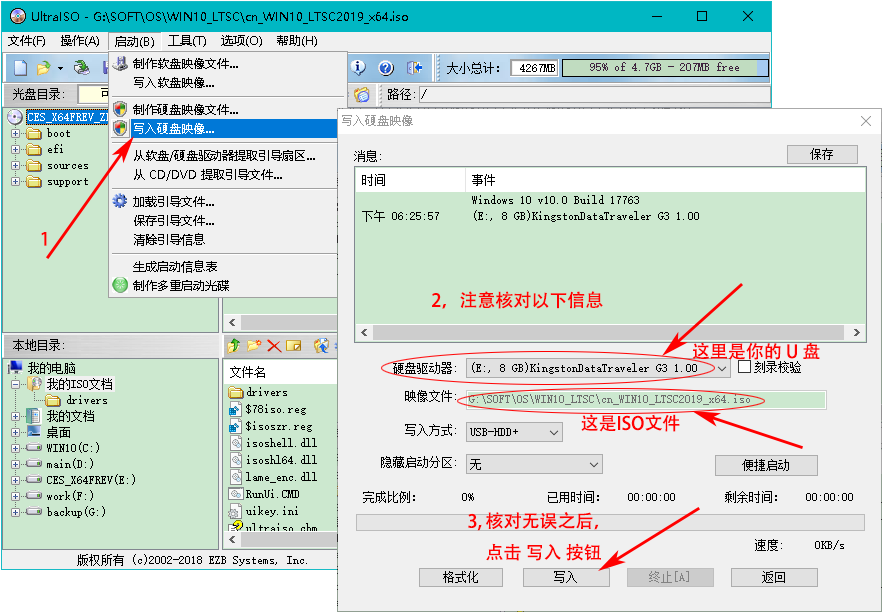 UltraISO - G:\SOFT\OS\WIN10_LTSC\cn_WIN10_LTSC2019_x64.iso
文件(F) 操作(A) 启动(B) 工具(T) 选项(O) 帮助(H)
大小总计: 4267MB 95% of 4.7GB - 207MB free
光盘目录: 可
路径: /
CES_X64FREV_Z
boot
efi
sources
support
制作软盘映像文件...
写入软盘映像...
制作硬盘映像文件...
写入硬盘映像...
从软盘/硬盘驱动器提取引导扇区...
从 CD/DVD 提取引导文件...
加载引导文件...
保存引导文件...
清除引导信息
生成启动信息表
制作多重启动光碟
1
本地目录:
我的电脑
我的ISO文档
drivers
我的文档
桌面
WIN10(C:)
main(D:)
CES_X64FREV(E:)
work(F:)
backup(G:)
文件名
drivers
$78iso.reg
$isoszr.reg
isoshell.dll
isoshl64.dll
lame_enc.dll
RunUi.CMD
uikey.ini
ultraiso.chm
版权所有 (c)2002-2018 EZB Systems, Inc.
写入硬盘映像
消息:
保存
时间 事件
Windows 10 v10.0 Build 17763
下午 06:25:57 (E:, 8 GB)KingstonDataTraveler G3 1.00
2，注意核对以下信息
这里是你的 U 盘
硬盘驱动器: (E:, 8 GB)KingstonDataTraveler G3 1.00 刻录校验
映像文件: G:\SOFT\OS\WIN10_LTSC\cn_WIN10_LTSC2019_x64.iso
这是ISO文件
写入方式: USB-HDD+
隐藏启动分区: 无 便捷启动
完成比例: 0% 已用时间: 00:00:00 剩余时间: 00:00:00
3, 核对无误之后,
点击 写入 按钮
速度: 0KB/s
格式化 写入 终止[A] 返回